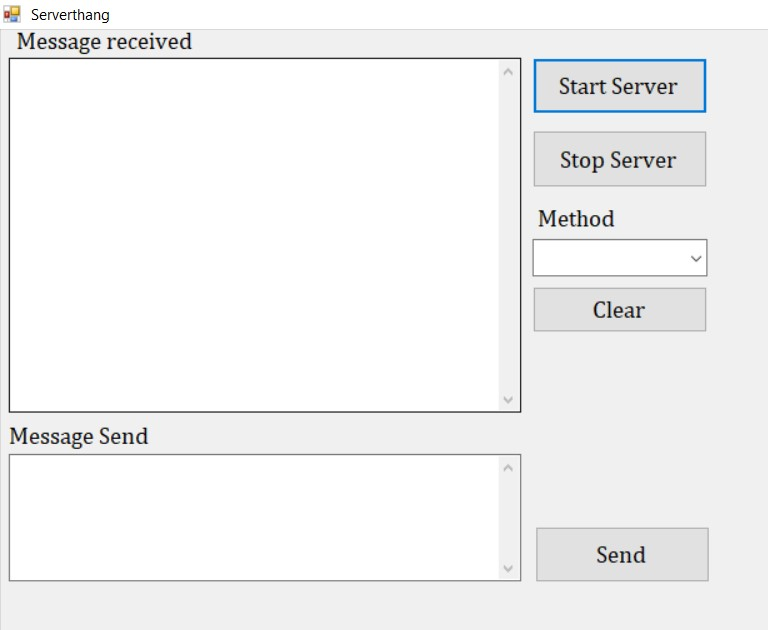 Serverthang
Message received
Start Server
Stop Server
Method
Clear
Message Send
Send